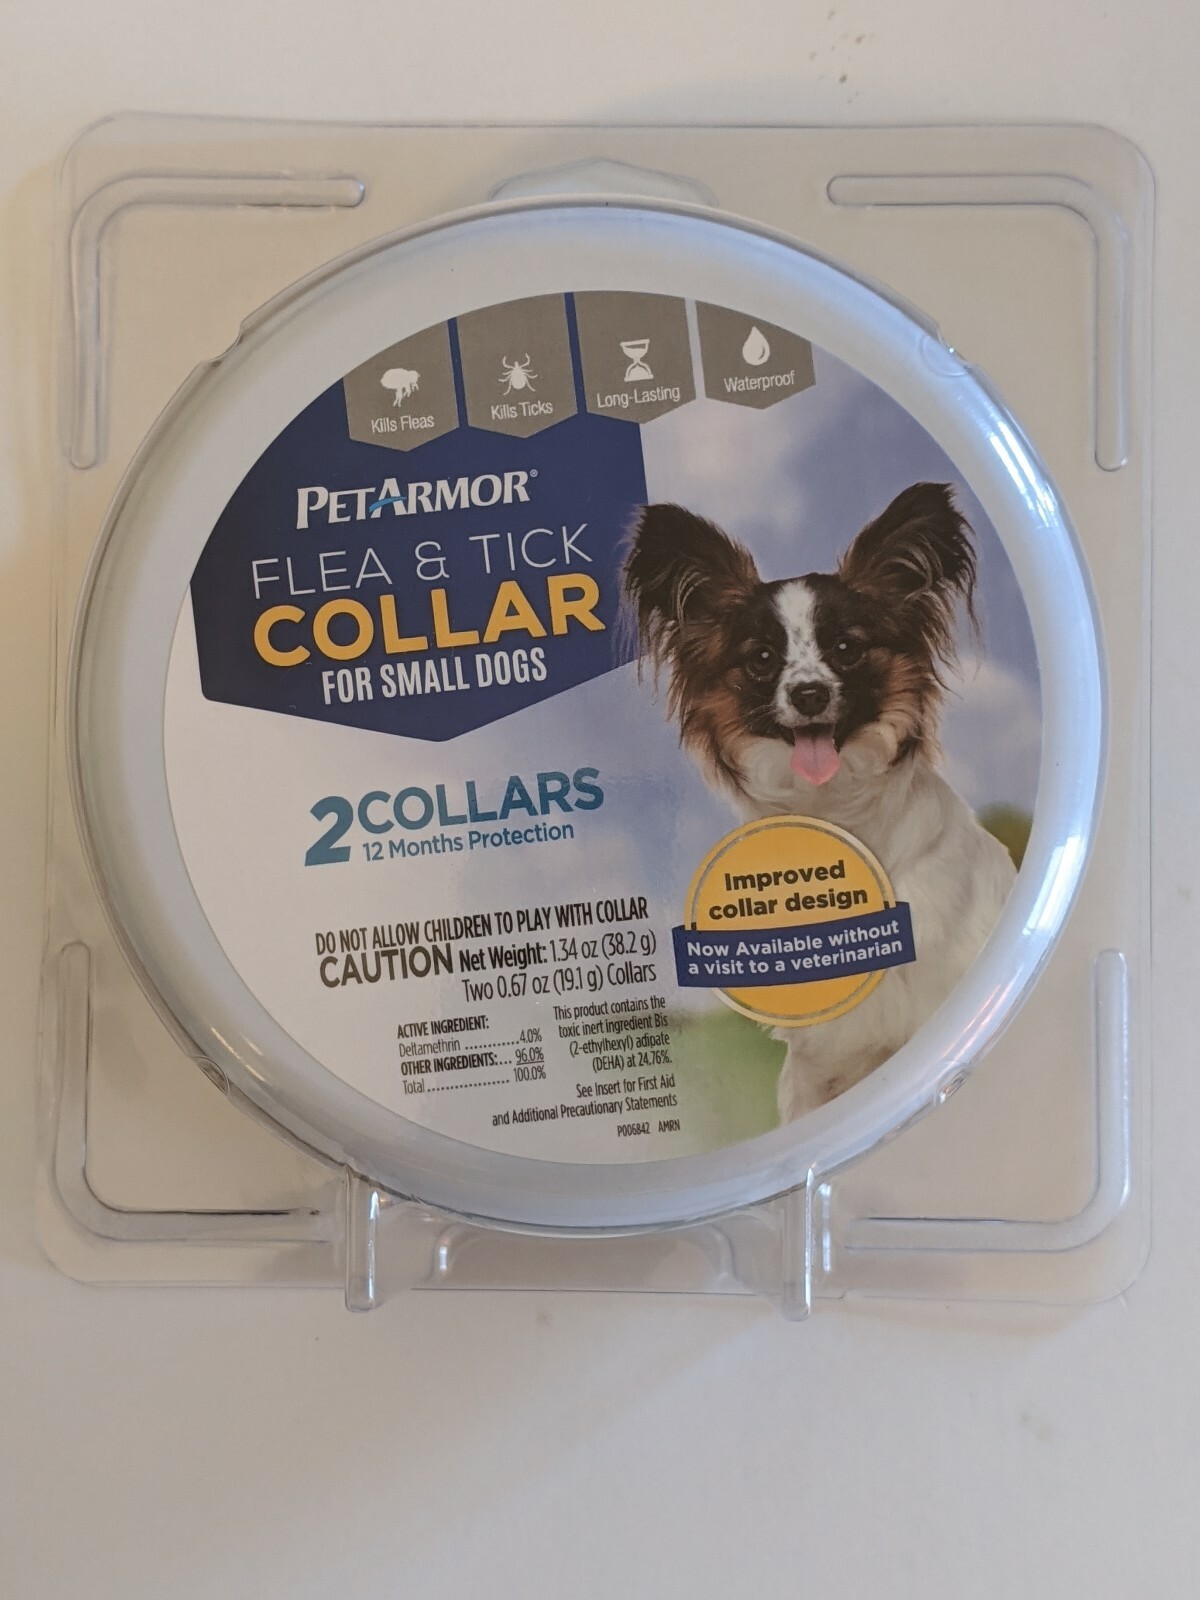 Kills Fleas
Kills Ticks
Long-Lasting
Waterproof
PETARMOR®
FLEA & TICK
COLLAR
FOR SMALL DOGS
2 COLLARS
12 Months Protection
Improved
collar design
Now Available without
a visit to a veterinarian
DO NOT ALLOW CHILDREN TO PLAY WITH COLLAR
CAUTION Net Weight: 1.34 oz (38.2 g)
Two 0.67 oz (19.1 g) Collars
ACTIVE INGREDIENT:
Deltamethrin ............4.0%
OTHER INGREDIENTS:... 96.0%
Total .................. 100.0%
This product contains the
toxic inert ingredient Bis
(2-ethylhexyl) adipate
(DEHA) at 24.76%.
See Insert for First Aid
and Additional Precautionary Statements
P006842 AMRN